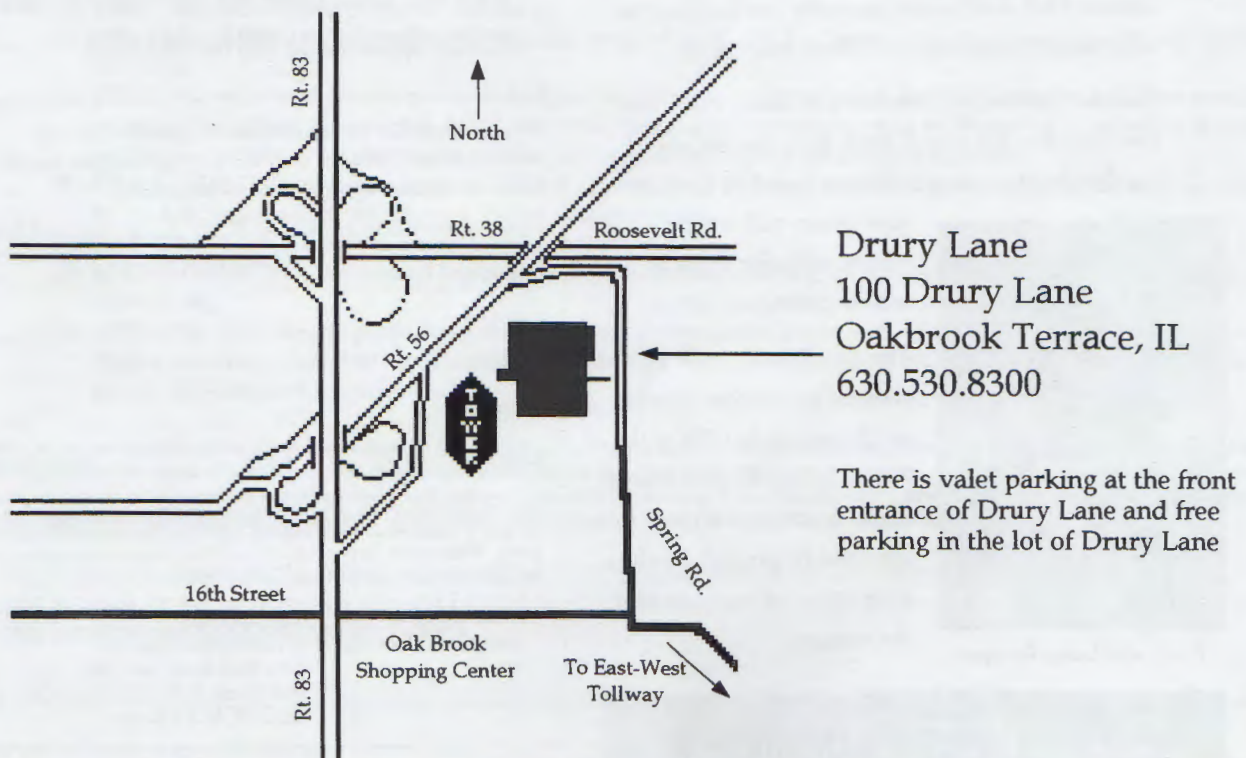 Rt. 83
North
Rt. 38
Roosevelt Rd.
Drury Lane
100 Drury Lane
Oakbrook Terrace, IL
630.530.8300
Rt. 56
TOWER
There is valet parking at the front
entrance of Drury Lane and free
parking in the lot of Drury Lane
Spring Rd
16th Street
Oak Brook
Shopping Center
To East-West
Tollway
Rt. 83